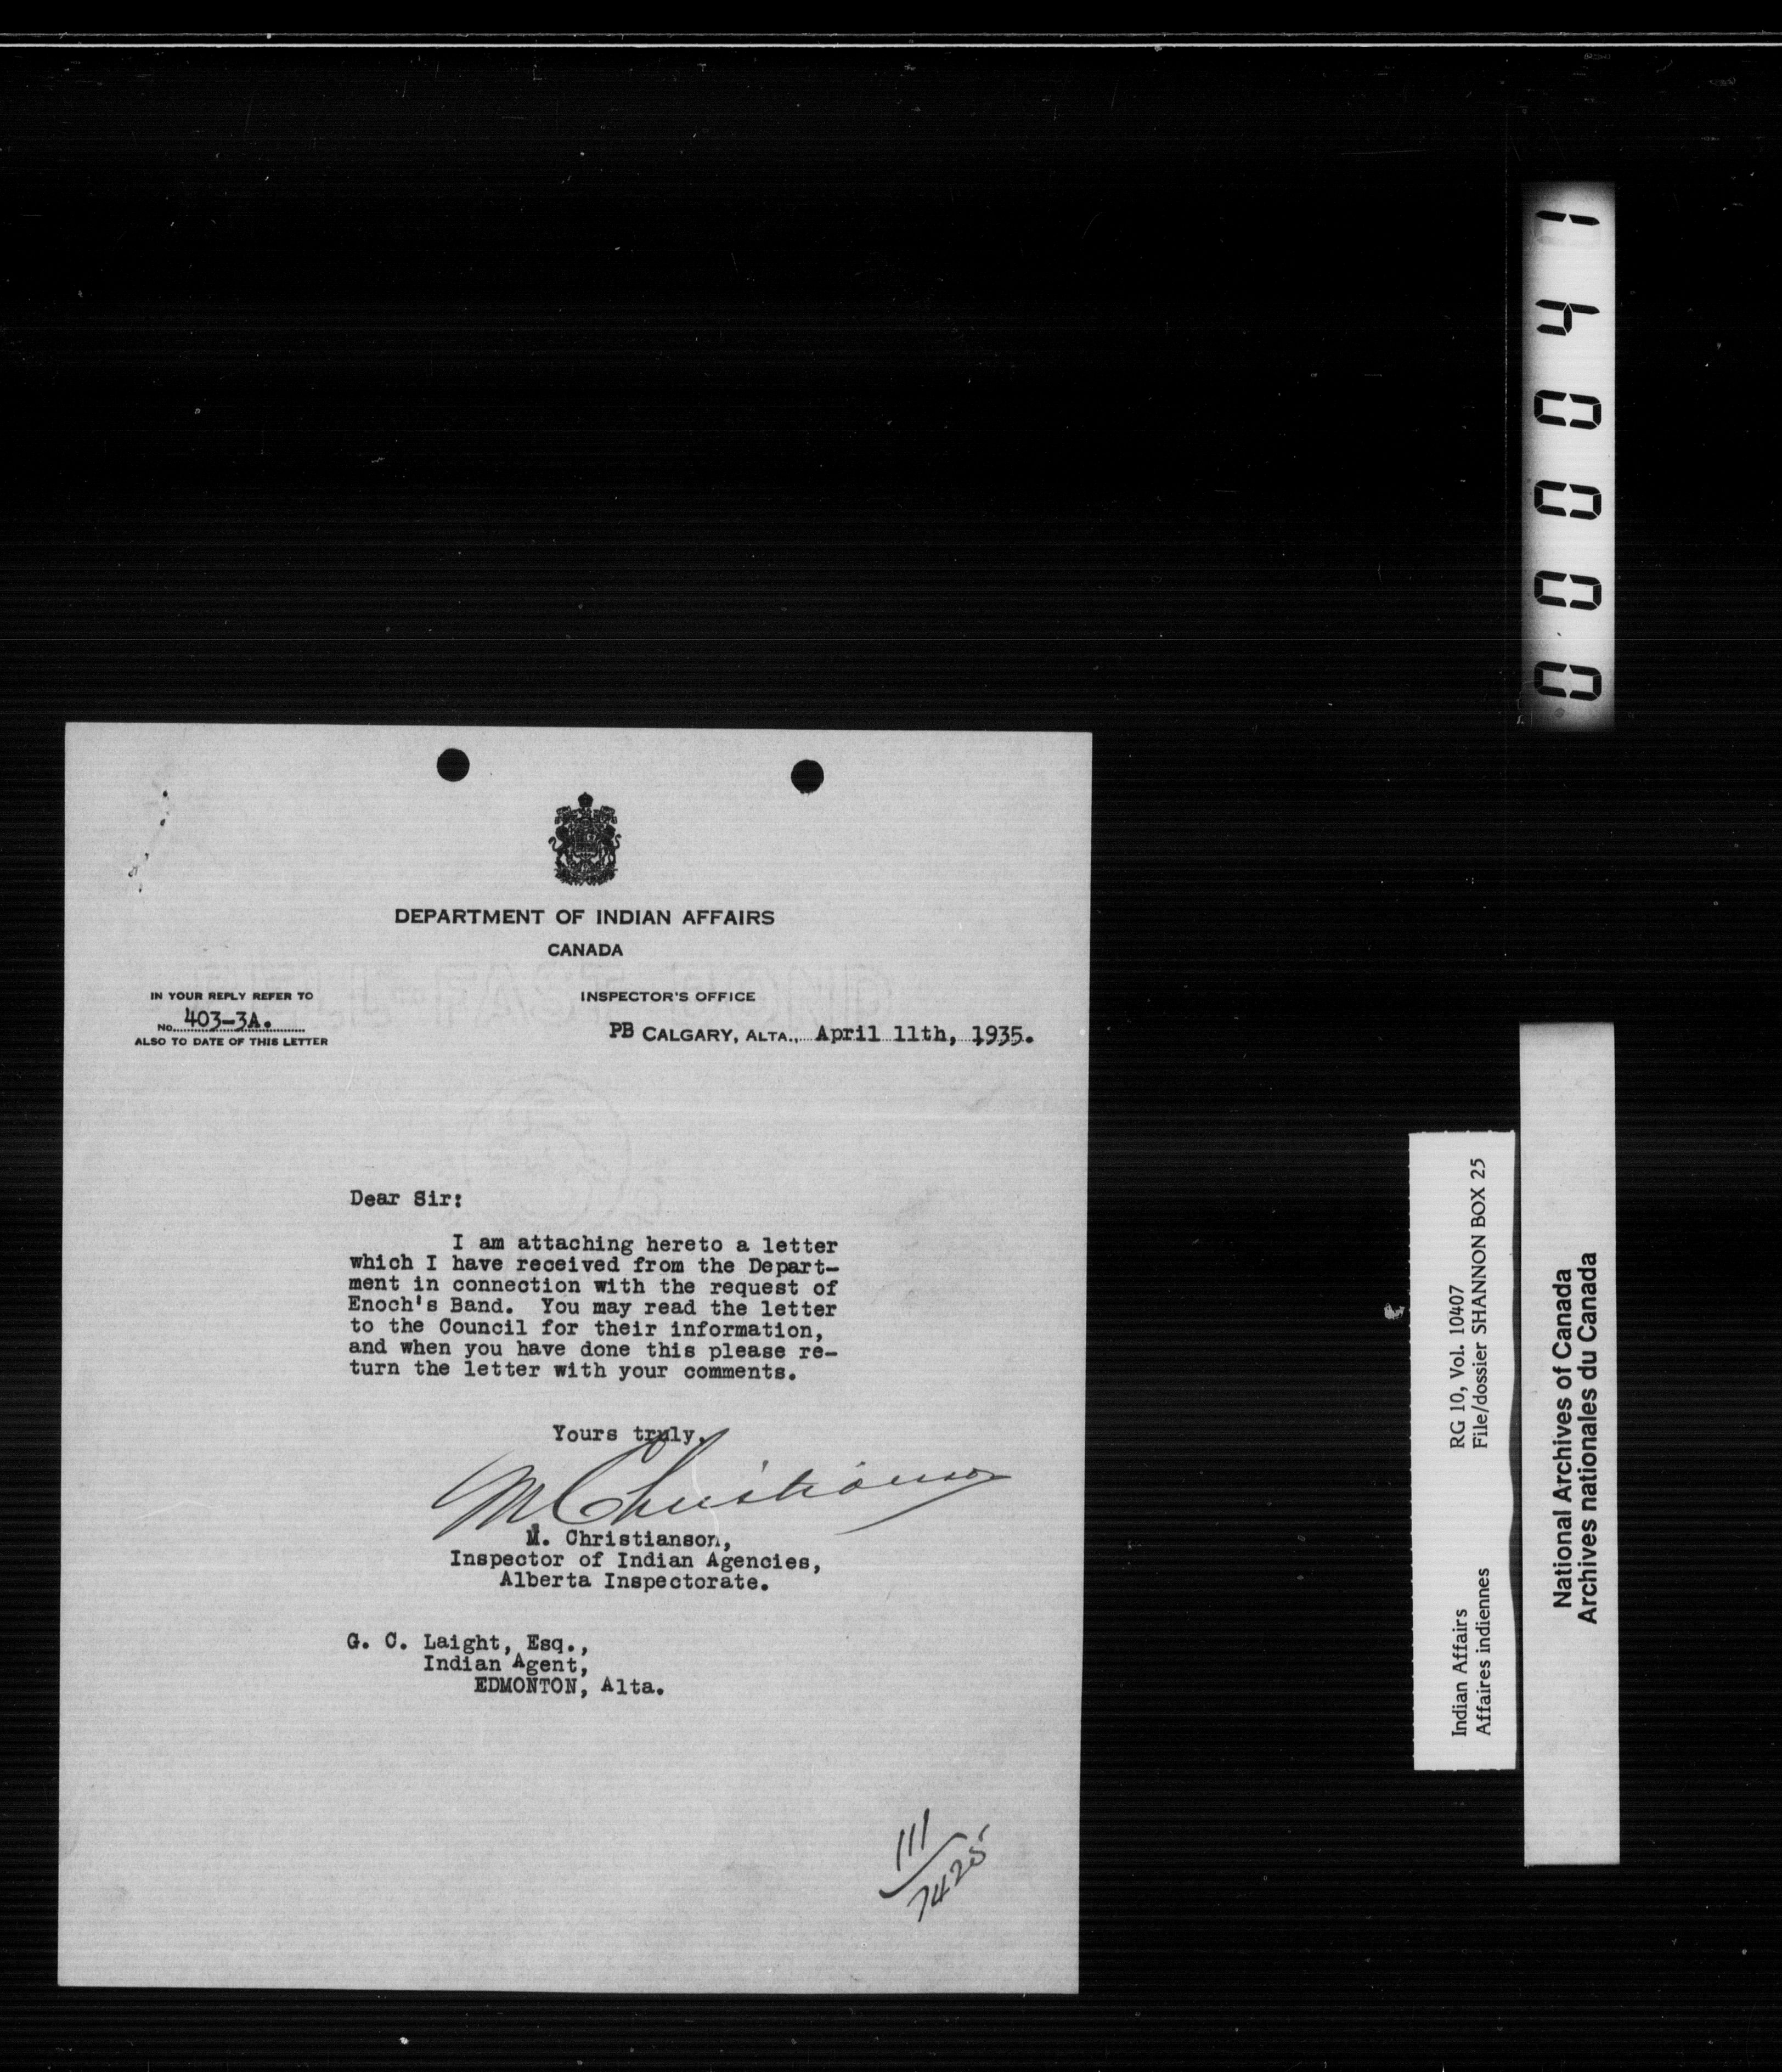 DEPARTMENT OF INDIAN AFFAIRS
CANADA
IN YOUR REPLY REFER TO
No. 403-3A.
ALSO TO DATE OF THIS LETTER
INSPECTOR'S OFFICE
PB CALGARY, ALTA., April 11th, 1935.
Dear Sir:
I am attaching hereto a letter
which I have received from the Depart-
ment in connection with the request of
Enoch's Band. You may read the letter
to the Council for their information,
and when you have done this please re-
turn the letter with your comments.
Yours truly,
M Christianson
M. Christianson,
Inspector of Indian Agencies,
Alberta Inspectorate.
G. C. Laight, Esq.,
Indian Agent,
EDMONTON, Alta.
111
7425
000041
Indian Affairs RG 10, Vol. 10407
Affaires indiennes File/dossier SHANNON BOX 25
National Archives of Canada
Archives nationales du Canada